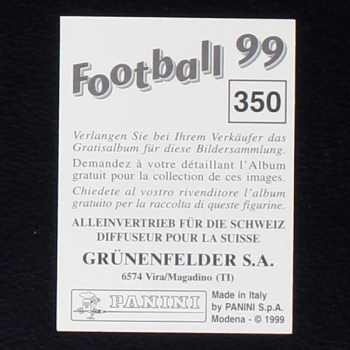 Football 99
350
Verlangen Sie bei Ihrem Verkäufer das
Gratisalbum für diese Bildersammlung.
Demandez à votre détaillant l'Album
gratuit pour la collection de ces images.
Chiedete al vostro rivenditore l'album
gratuito per la raccolta di queste figurine.
ALLEINVERTRIEB FÜR DIE SCHWEIZ
DIFFUSEUR POUR LA SUISSE
GRÜNENFELDER S.A.
6574 Vira/Magadino (TI)
PANINI
Made in Italy
by PANINI S.p.A.
Modena - © 1999